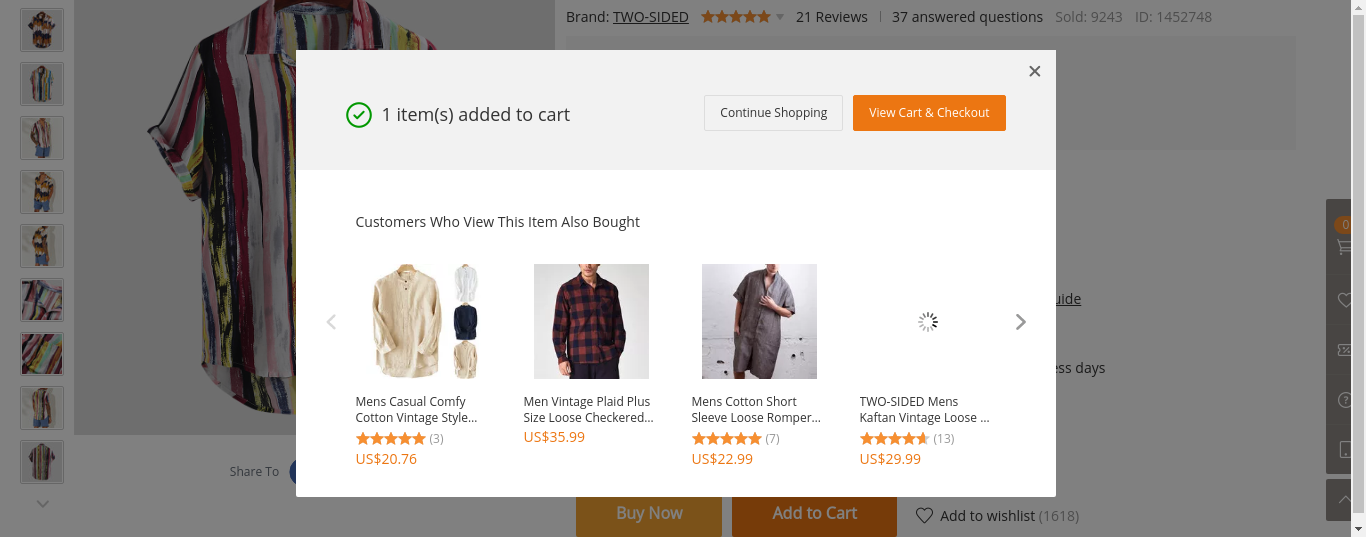 Brand: TWO-SIDED 21 Reviews 37 answered questions Sold: 9243 ID: 1452748
1 item(s) added to cart
Continue Shopping
View Cart & Checkout
0
Customers Who View This Item Also Bought
Mens Casual Comfy
Cotton Vintage Style...
(3)
US$20.76
Men Vintage Plaid Plus
Size Loose Checkered...
US$35.99
Mens Cotton Short
Sleeve Loose Romper...
(7)
US$22.99
TWO-SIDED Mens
Kaftan Vintage Loose ...
(13)
US$29.99
Share To
Buy Now
Add to Cart
Add to wishlist (1618)